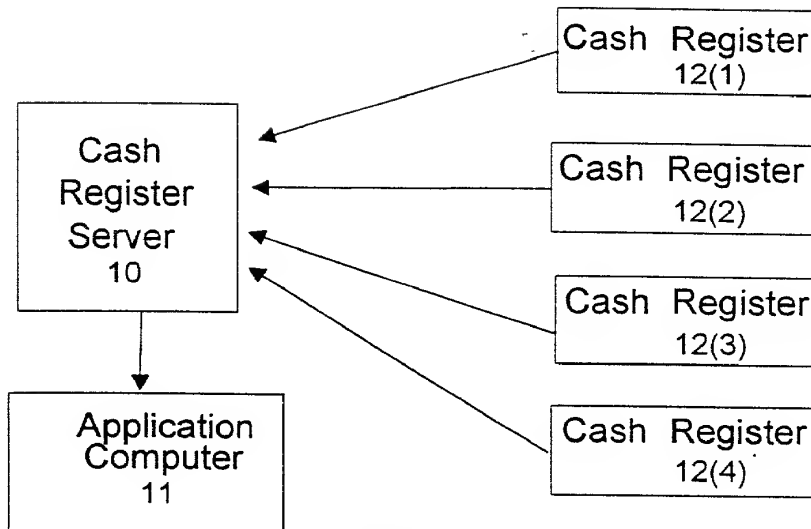 Cash Register
12(1)
Cash
Register
Server
10
Cash Register
12(2)
Cash Register
12(3)
Application
Computer
11
Cash Register
12(4)